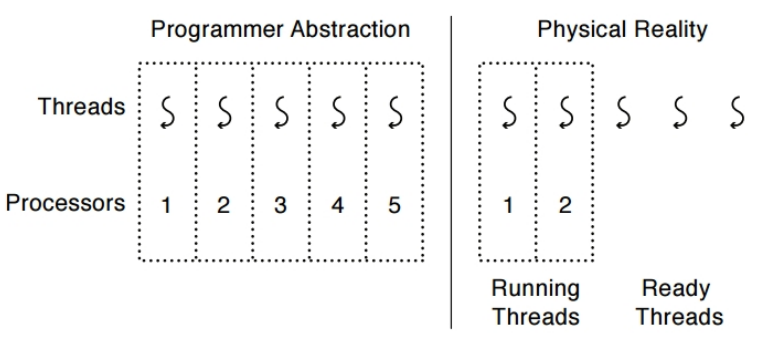 Programmer Abstraction
Physical Reality
Threads
Processors
1 2 3 4 5
1 2
Running
Threads
Ready
Threads